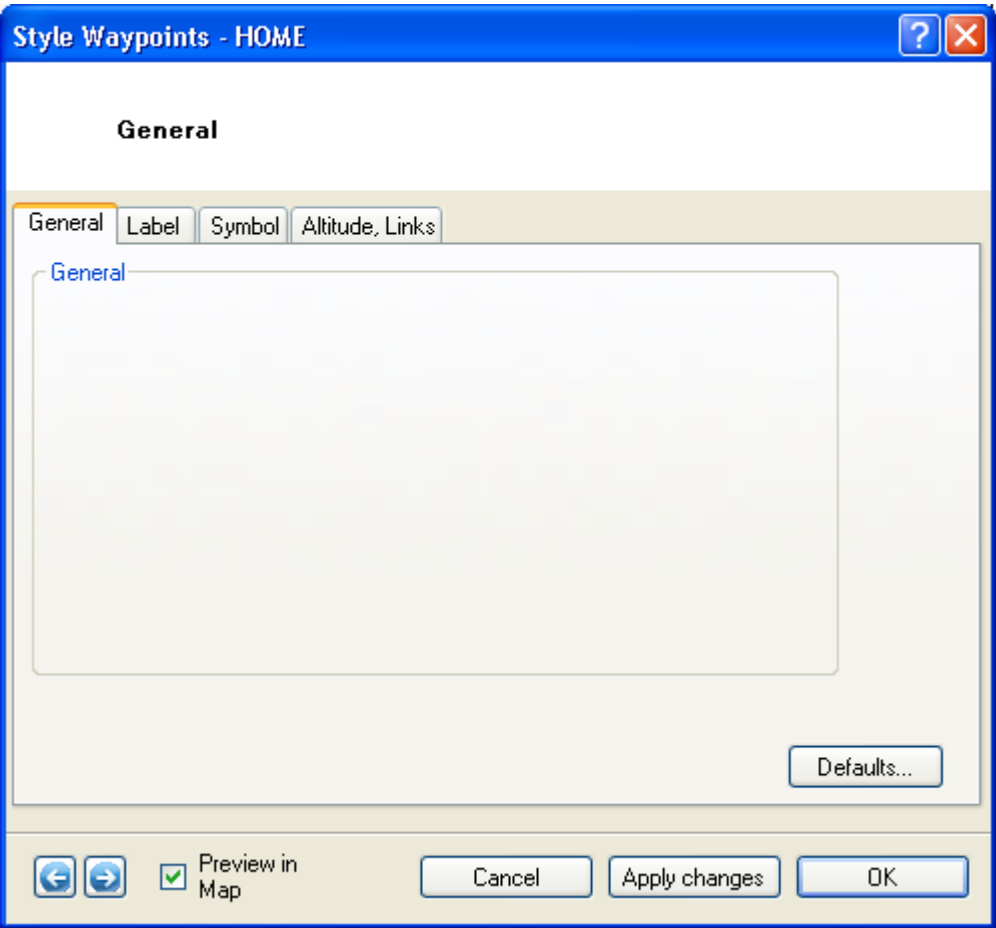 Style Waypoints - HOME
General
General Label Symbol Altitude, Links
General
Defaults...
Preview in
Map
Cancel Apply changes OK